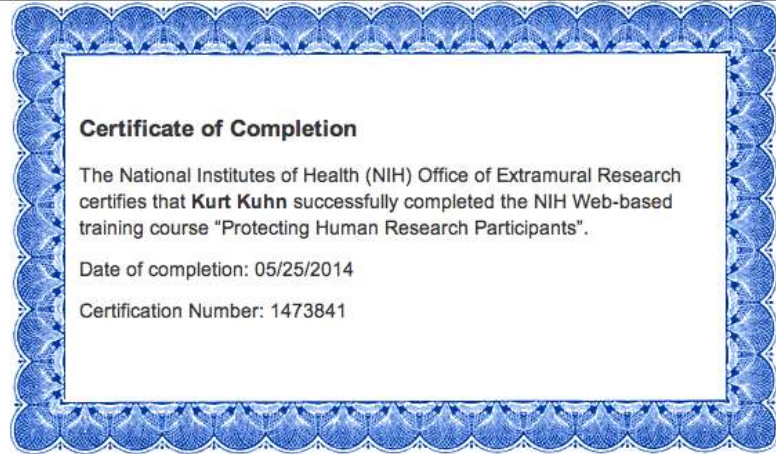 Certificate of Completion
The National Institutes of Health (NIH) Office of Extramural Research
certifies that Kurt Kuhn successfully completed the NIH Web-based
training course "Protecting Human Research Participants".
Date of completion: 05/25/2014
Certification Number: 1473841